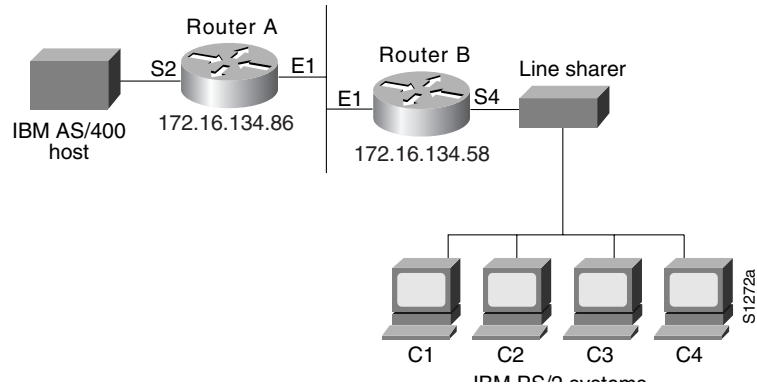 Router A
S2
E1
IBM AS/400
host
172.16.134.86
Router B
E1
S4
172.16.134.58
Line sharer
C1
C2
C3
C4
S1272a
IBM PS/2 systems